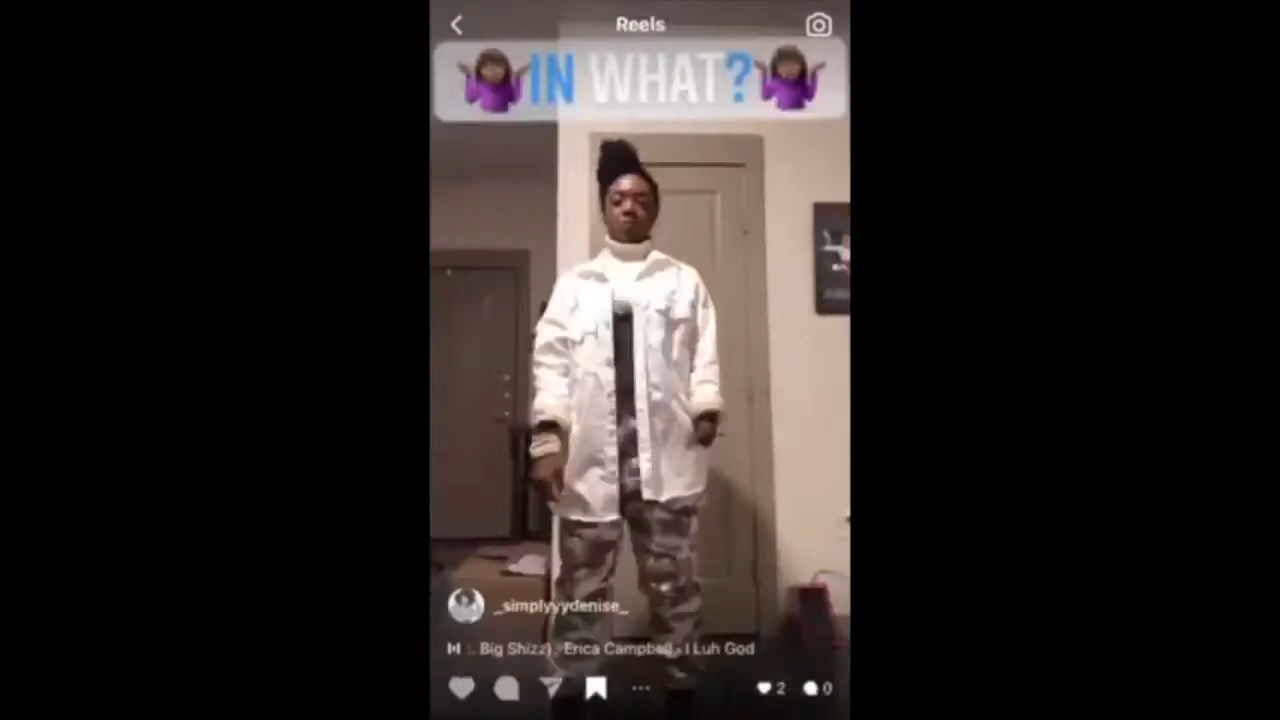 Reels
IN WHAT?
_simplyyydenise_
. Big Shizz) · Erica Campbell · I Luh God
2 0